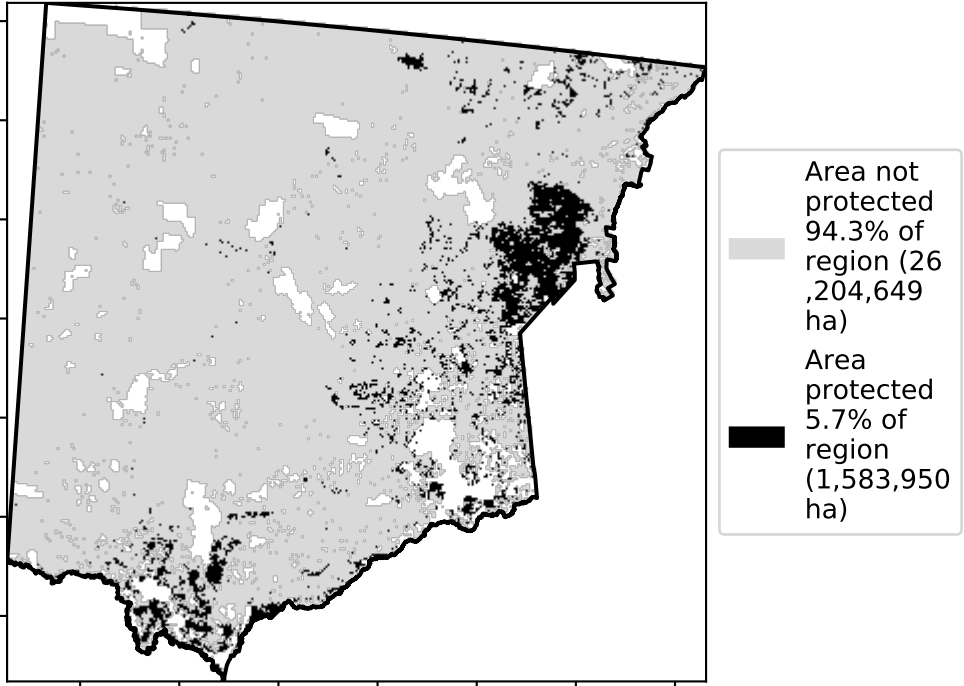 Area not
protected
94.3% of
region (26
,204,649
ha)
Area
protected
5.7% of
region
(1,583,950
ha)